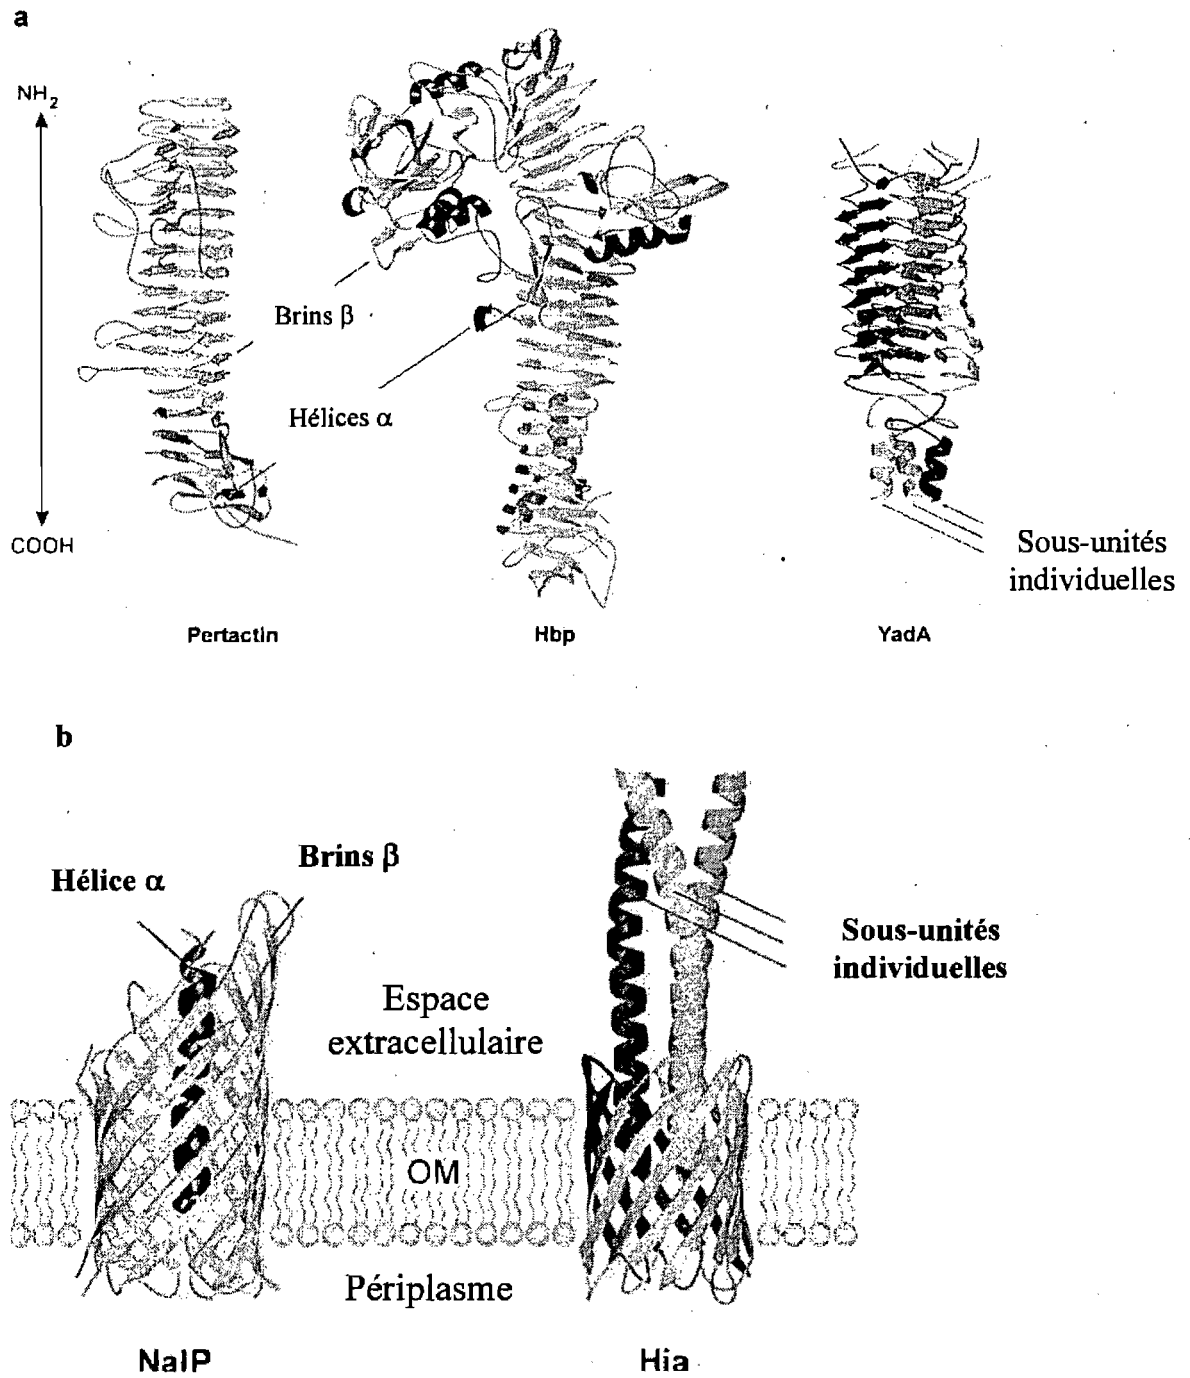 a
NH2
Brins β
Hélices α
COOH
Sous-unités
individuelles
Pertactin
Hbp
YadA
b
Brins β
Hélice α
Sous-unités
individuelles
Espace
extracellulaire
OM
Périplasme
NalP
Hia